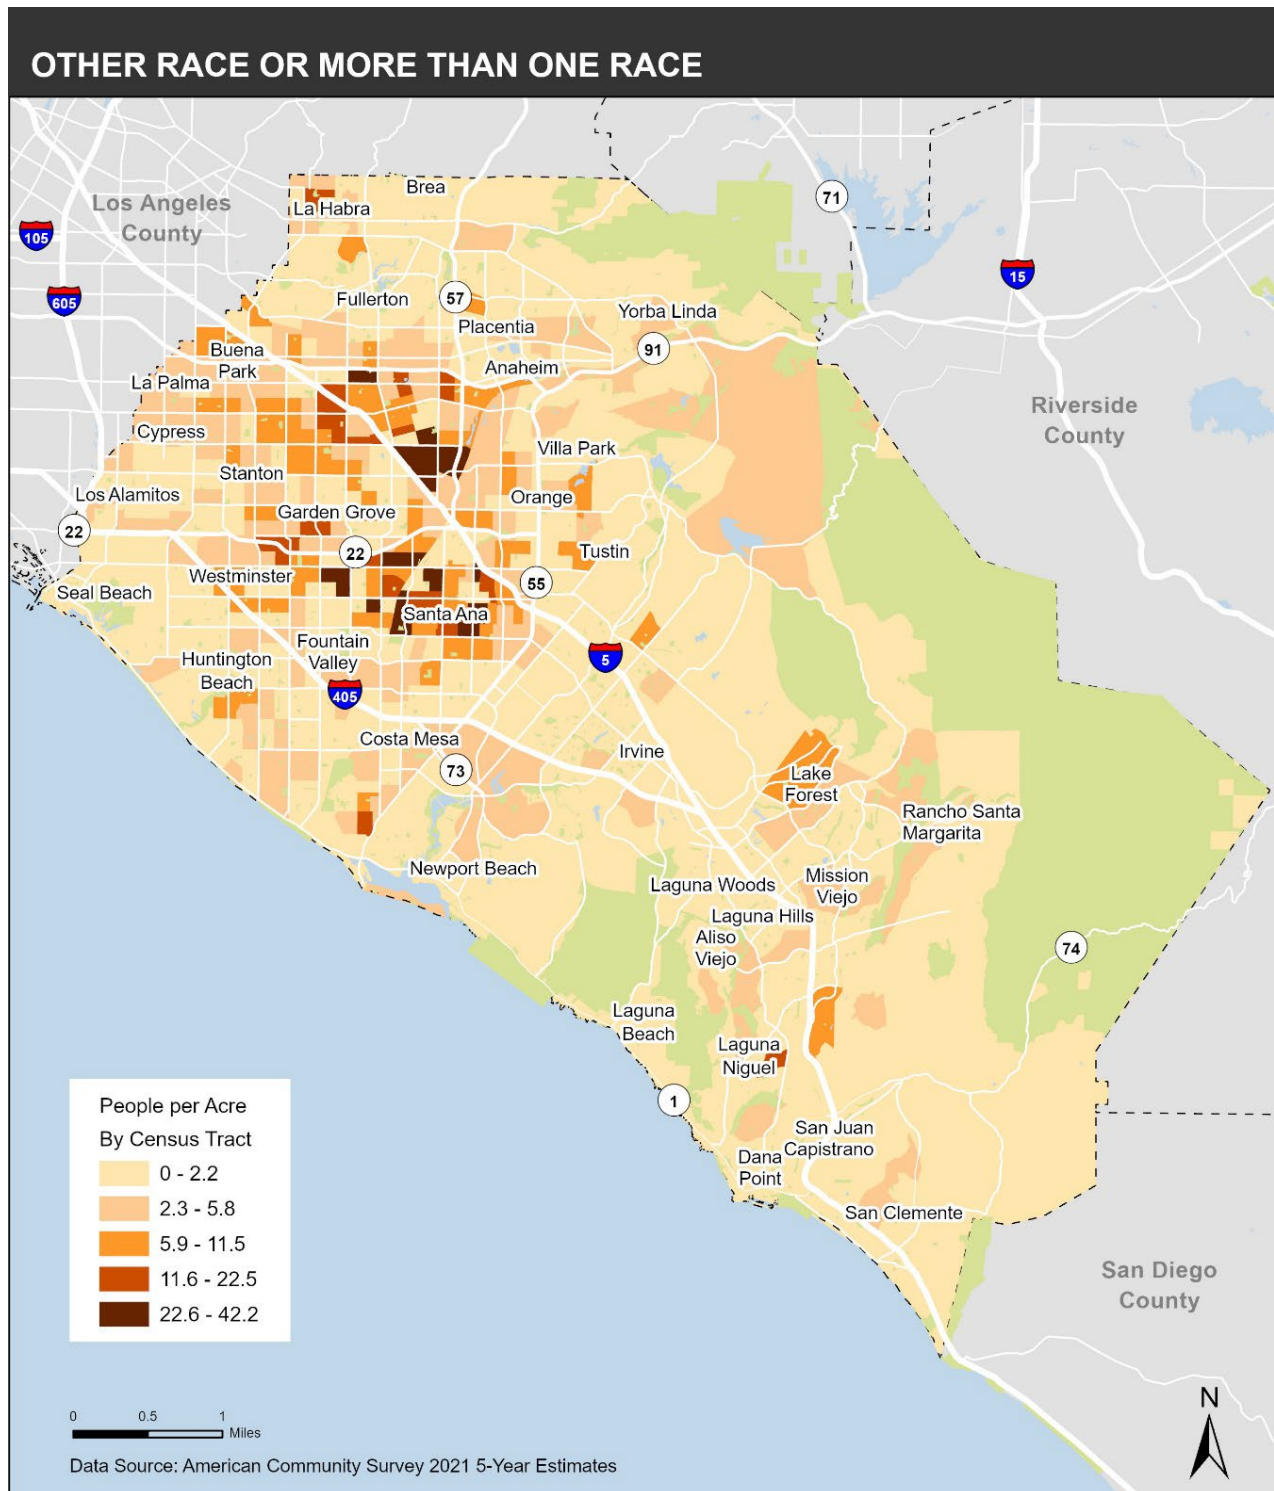 OTHER RACE OR MORE THAN ONE RACE
Los Angeles
County
Brea
La Habra
71
105
605
15
Fullerton
57
Placentia
Yorba Linda
91
Buena
Park
Anaheim
La Palma
Riverside
County
Cypress
Villa Park
Stanton
Los Alamitos
Orange
Garden Grove
22
22
Tustin
Westminster
55
Seal Beach
Santa Ana
Fountain
Valley
Huntington
Beach
5
405
Costa Mesa
Irvine
73
Lake
Forest
Rancho Santa
Margarita
Newport Beach
Laguna Woods
Mission
Viejo
Laguna Hills
Aliso
Viejo
74
Laguna
Beach
Laguna
Niguel
1
San Juan
Capistrano
Dana
Point
San Clemente
San Diego
County
People per Acre
By Census Tract
0 - 2.2
2.3 - 5.8
5.9 - 11.5
11.6 - 22.5
22.6 - 42.2
0 0.5 1
Miles
Data Source: American Community Survey 2021 5-Year Estimates
N